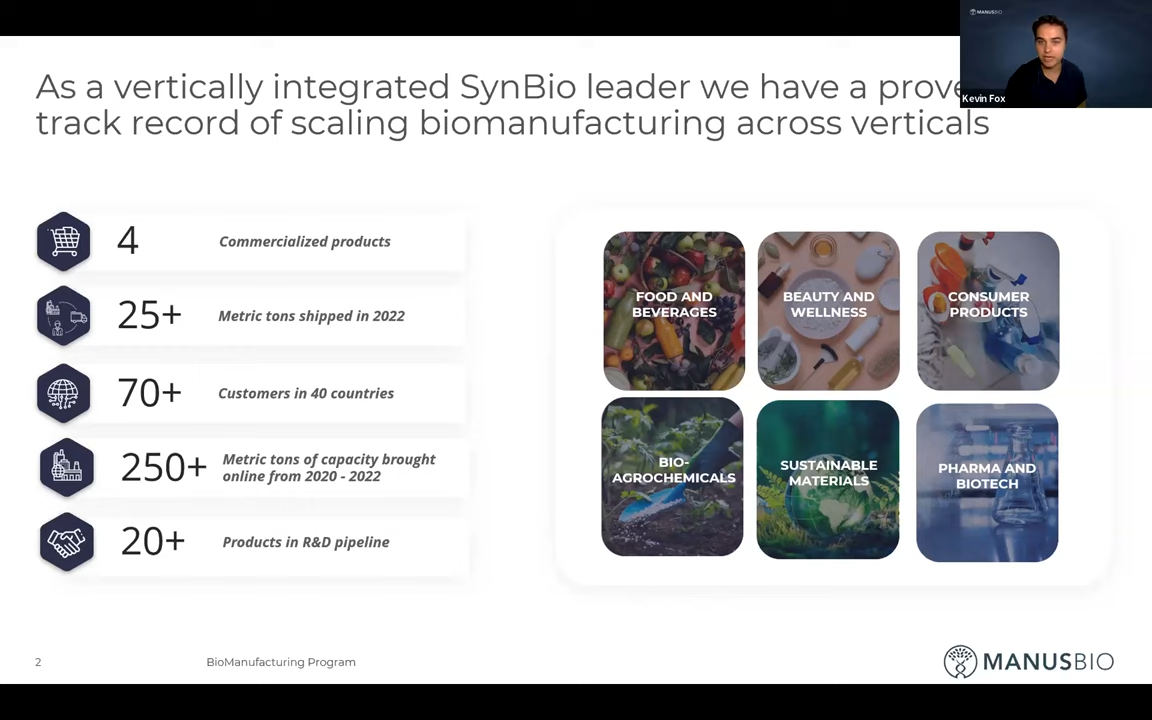 MANUSBIO
Kevin Fox
As a vertically integrated SynBio leader we have a prove
track record of scaling biomanufacturing across verticals
4
Commercialized products
25+
Metric tons shipped in 2022
70+
Customers in 40 countries
250+
Metric tons of capacity brought
online from 2020 - 2022
20+
Products in R&D pipeline
FOOD AND
BEVERAGES
BEAUTY AND
WELLNESS
CONSUMER
PRODUCTS
BIO-
AGROCHEMICALS
SUSTAINABLE
MATERIALS
PHARMA AND
BIOTECH
2
BioManufacturing Program
MANUSBIO